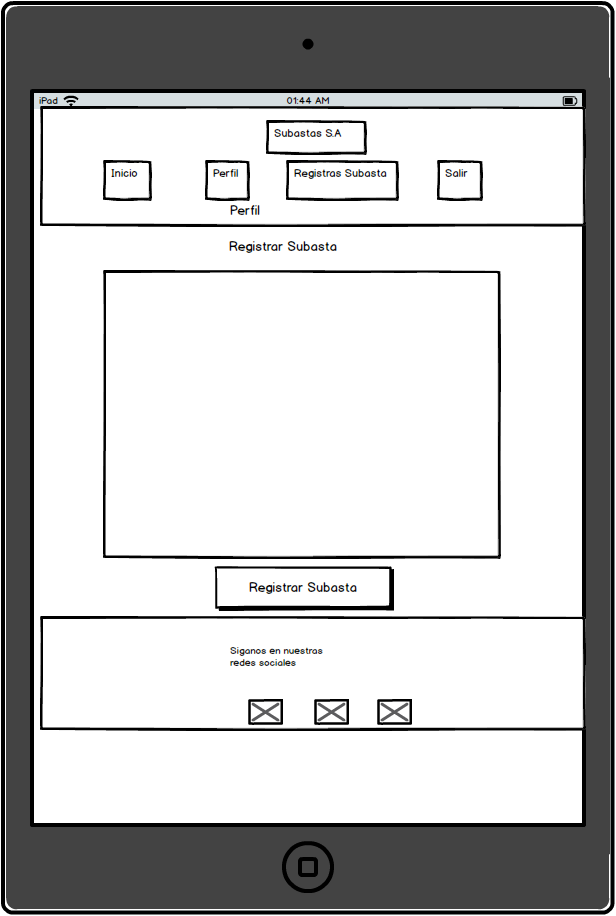 iPad
01:44 AM
Subastas S.A
Inicio
Perfil
Registras Subasta
Salir
Perfil
Registrar Subasta
Registrar Subasta
Siganos en nuestras
redes sociales